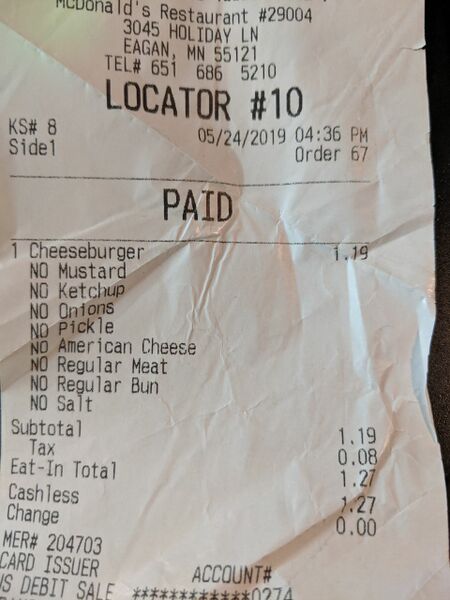 McDonald's Restaurant #29004
3045 HOLIDAY LN
EAGAN, MN 55121
TEL# 651 686 5210
LOCATOR #10
KS# 8 05/24/2019 04:36 PM
Side1 Order 67
PAID
1 Cheeseburger 1.19
NO Mustard
NO Ketchup
NO Onions
NO Pickle
NO American Cheese
NO Regular Meat
NO Regular Bun
NO Salt
Subtotal 1.19
Tax 0.08
Eat-In Total 1.27
Cashless 1.27
Change 0.00
MER# 204703
CARD ISSUER ACCOUNT#
US DEBIT SALE ************0274